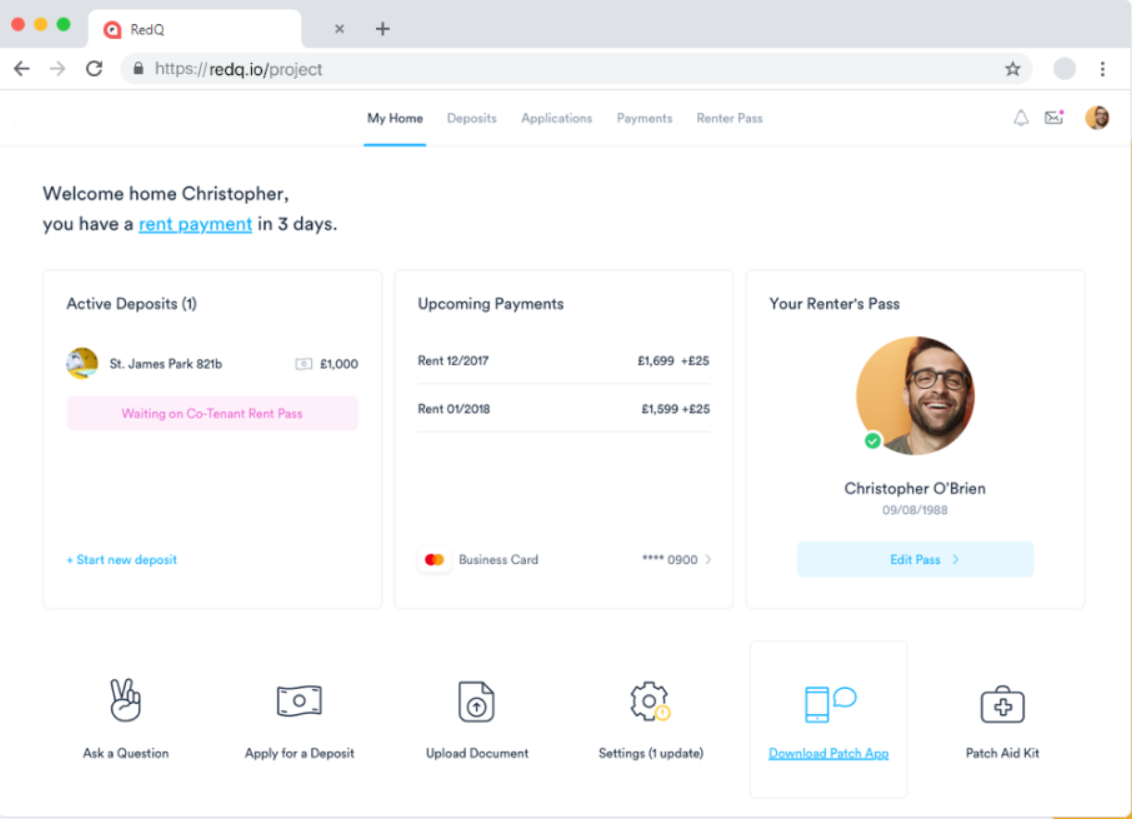 RedQ
https://redq.io/project
My Home Deposits Applications Payments Renter Pass
Welcome home Christopher,
you have a rent payment in 3 days.
Active Deposits (1)
St. James Park 821b £1,000
Waiting on Co-Tenant Rent Pass
+ Start new deposit
Upcoming Payments
Rent 12/2017 £1,699 +£25
Rent 01/2018 £1,599 +£25
Business Card **** 0900
Your Renter's Pass
Christopher O'Brien
09/08/1988
Edit Pass
Ask a Question
Apply for a Deposit
Upload Document
Settings (1 update)
Download Patch App
Patch Aid Kit